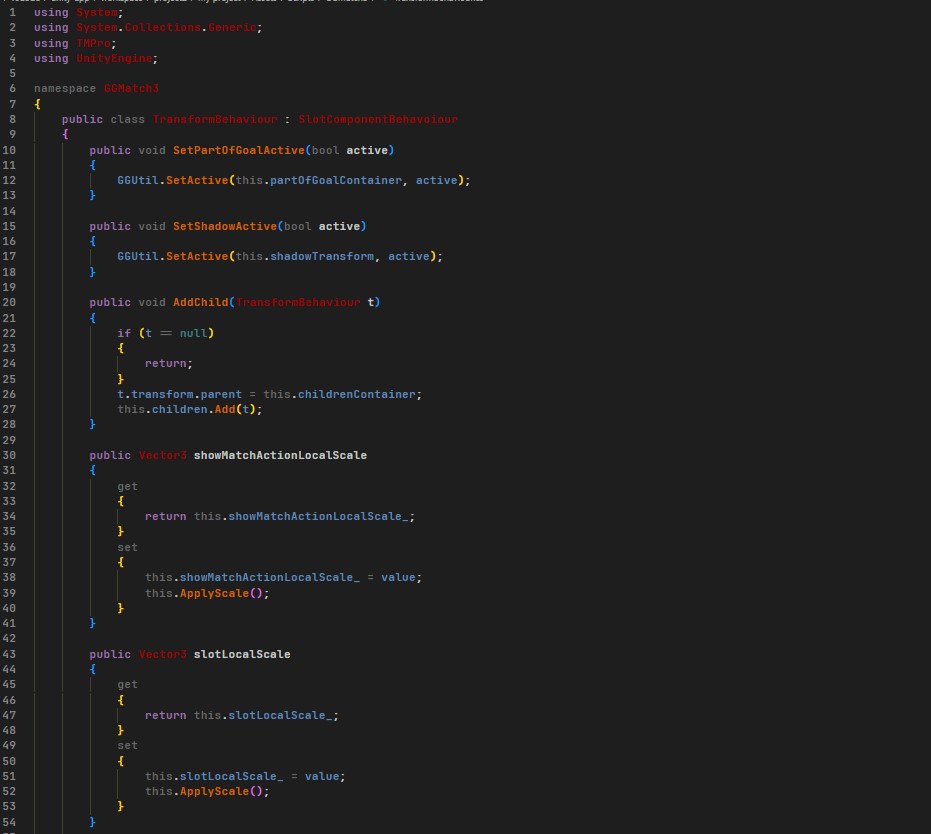 1 using System;
2 using System.Collections.Generic;
3 using TMPro;
4 using UnityEngine;
5
6 namespace GGMatch3
7 {
8 public class TransformBehaviour : SlotComponentBehavoiour
9 {
10 public void SetPartOfGoalActive(bool active)
11 {
12 GGUtil.SetActive(this.partOfGoalContainer, active);
13 }
14
15 public void SetShadowActive(bool active)
16 {
17 GGUtil.SetActive(this.shadowTransform, active);
18 }
19
20 public void AddChild(TransformBehaviour t)
21 {
22 if (t == null)
23 {
24 return;
25 }
26 t.transform.parent = this.childrenContainer;
27 this.children.Add(t);
28 }
29
30 public Vector3 showMatchActionLocalScale
31 {
32 get
33 {
34 return this.showMatchActionLocalScale_;
35 }
36 set
37 {
38 this.showMatchActionLocalScale_ = value;
39 this.ApplyScale();
40 }
41 }
42
43 public Vector3 slotLocalScale
44 {
45 get
46 {
47 return this.slotLocalScale_;
48 }
49 set
50 {
51 this.slotLocalScale_ = value;
52 this.ApplyScale();
53 }
54 }